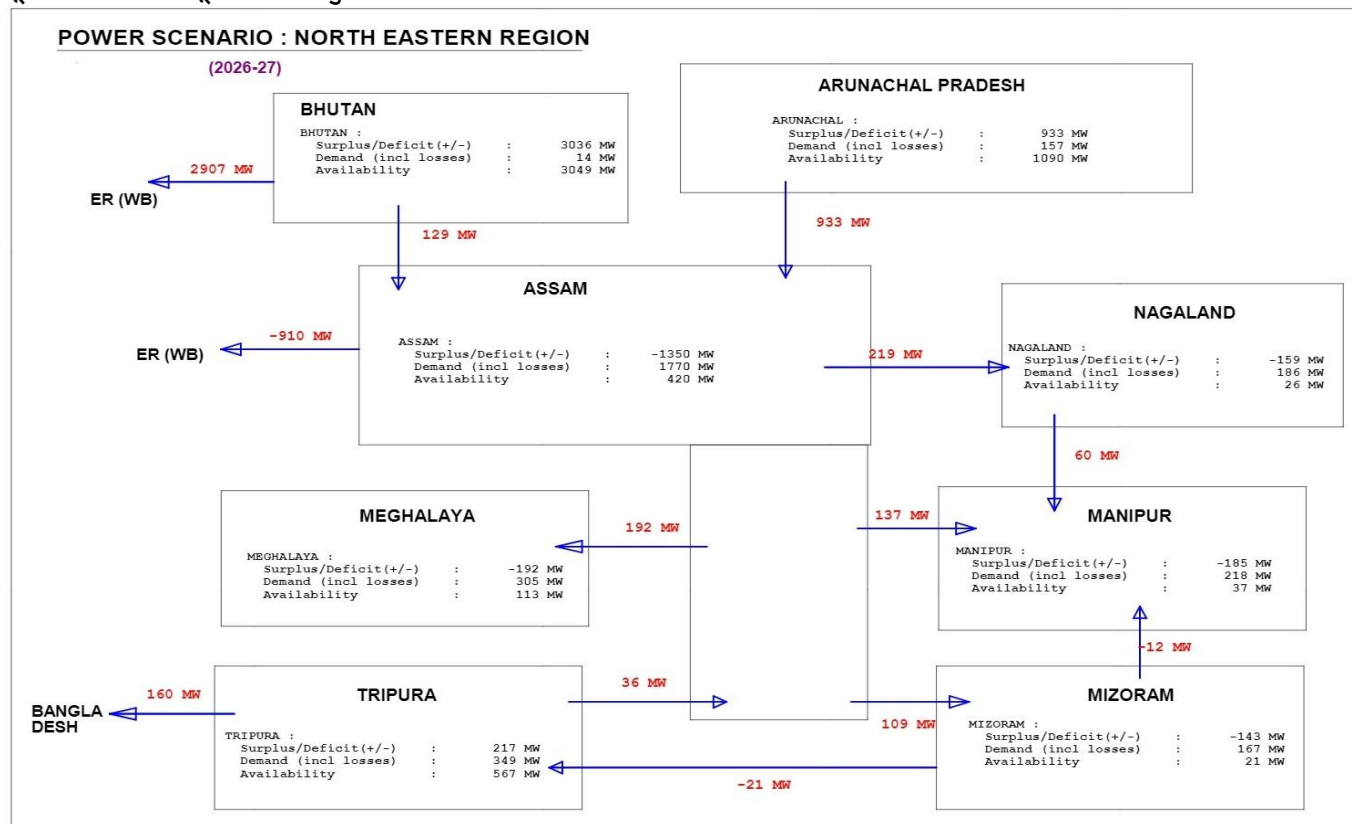 POWER SCENARIO : NORTH EASTERN REGION
(2026-27)
BHUTAN
BHUTAN :
Surplus/Deficit(+/-) : 3036 MW
Demand (incl losses) : 14 MW
Availability : 3049 MW
ARUNACHAL PRADESH
ARUNACHAL :
Surplus/Deficit(+/-) : 933 MW
Demand (incl losses) : 157 MW
Availability : 1090 MW
2907 MW
ER (WB)
129 MW
933 MW
ASSAM
ASSAM :
Surplus/Deficit(+/-) : -1350 MW
Demand (incl losses) : 1770 MW
Availability : 420 MW
-910 MW
ER (WB)
219 MW
NAGALAND
NAGALAND :
Surplus/Deficit(+/-) : -159 MW
Demand (incl losses) : 186 MW
Availability : 26 MW
60 MW
MEGHALAYA
MEGHALAYA :
Surplus/Deficit(+/-) : -192 MW
Demand (incl losses) : 305 MW
Availability : 113 MW
192 MW
137 MW
MANIPUR
MANIPUR :
Surplus/Deficit(+/-) : -185 MW
Demand (incl losses) : 218 MW
Availability : 37 MW
-12 MW
160 MW
BANGLA
DESH
TRIPURA
TRIPURA :
Surplus/Deficit(+/-) : 217 MW
Demand (incl losses) : 349 MW
Availability : 567 MW
36 MW
109 MW
MIZORAM
MIZORAM :
Surplus/Deficit(+/-) : -143 MW
Demand (incl losses) : 167 MW
Availability : 21 MW
-21 MW